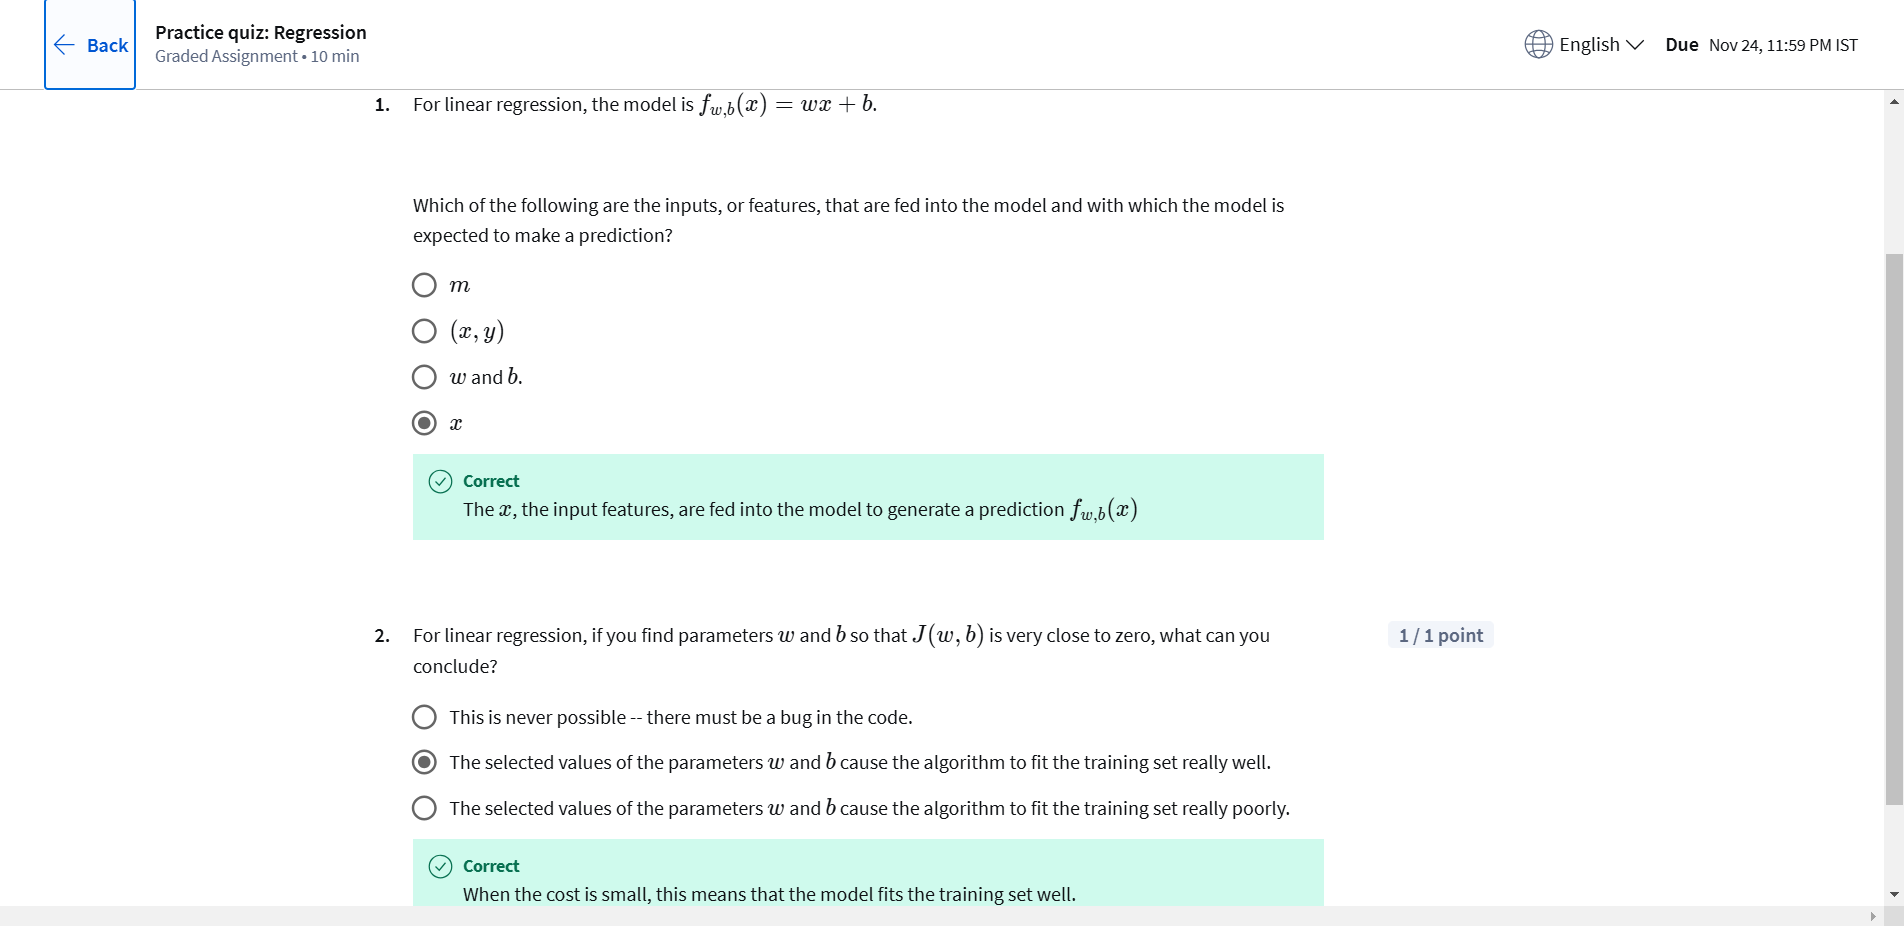 Back
Practice quiz: Regression
Graded Assignment • 10 min
English
Due Nov 24, 11:59 PM IST
1. For linear regression, the model is f_{w,b}(x) = wx + b.
Which of the following are the inputs, or features, that are fed into the model and with which the model is
expected to make a prediction?
m
(x, y)
w and b.
x
Correct
The x, the input features, are fed into the model to generate a prediction f_{w,b}(x)
2. For linear regression, if you find parameters w and b so that J(w, b) is very close to zero, what can you
conclude?
1 / 1 point
This is never possible -- there must be a bug in the code.
The selected values of the parameters w and b cause the algorithm to fit the training set really well.
The selected values of the parameters w and b cause the algorithm to fit the training set really poorly.
Correct
When the cost is small, this means that the model fits the training set well.